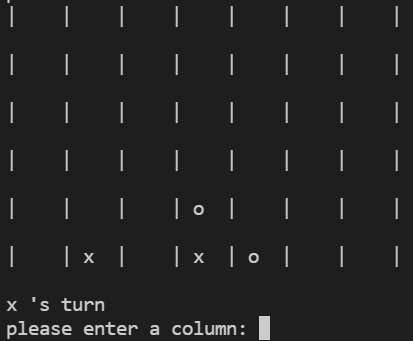 |    |    |    |    |    |    |    |
|    |    |    |    |    |    |    |
|    |    |    |    |    |    |    |
|    |    |    |    |    |    |    |
|    |    |    | o  |    |    |    |
|    | x  |    | x  | o  |    |    |
x 's turn
please enter a column: